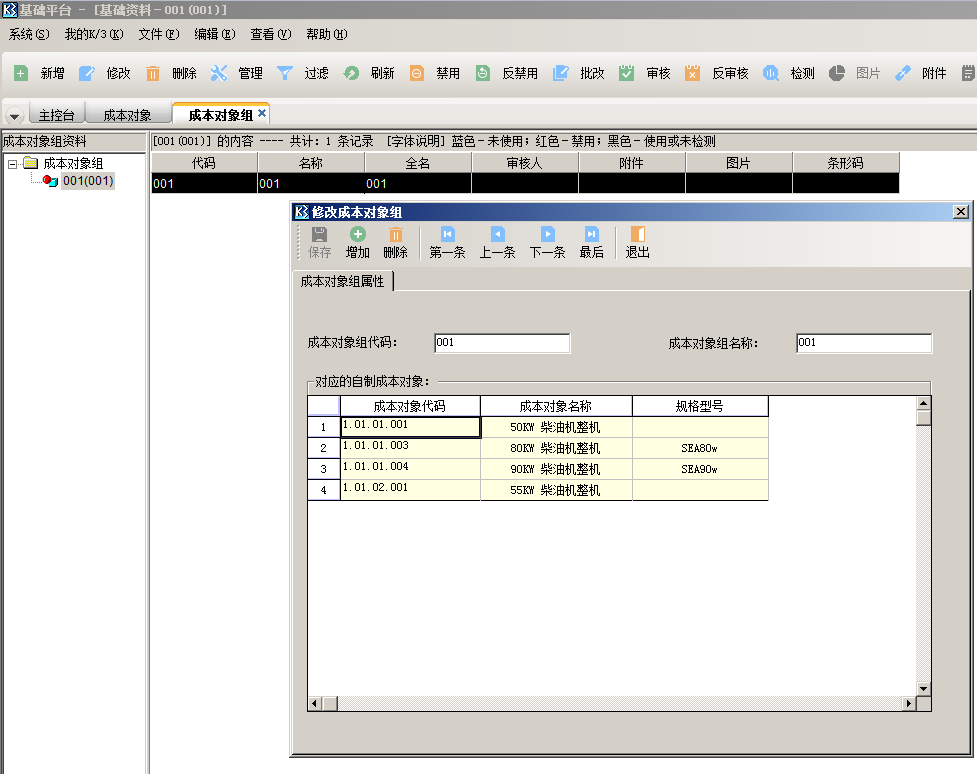 基础平台 - [基础资料-001(001)]
系统(S) 我的K/3(K) 文件(F) 编辑(E) 查看(V) 帮助(H)
新增 修改 删除 管理 过滤 刷新 禁用 反禁用 批改 审核 反审核 检测 图片 附件
主控台 成本对象 成本对象组
成本对象组资料
成本对象组
001(001)
[001(001)] 的内容 ---- 共计: 1 条记录 [字体说明] 蓝色-未使用; 红色-禁用; 黑色-使用或未检测
代码 名称 全名 审核人 附件 图片 条形码
001 001 001
修改成本对象组
保存 增加 删除 第一条 上一条 下一条 最后 退出
成本对象组属性
成本对象组代码: 001 成本对象组名称: 001
对应的自制成本对象:
成本对象代码 成本对象名称 规格型号
1 1.01.01.001 50KW 柴油机整机
2 1.01.01.003 80KW 柴油机整机 SEA80w
3 1.01.01.004 90KW 柴油机整机 SEA90w
4 1.01.02.001 55KW 柴油机整机